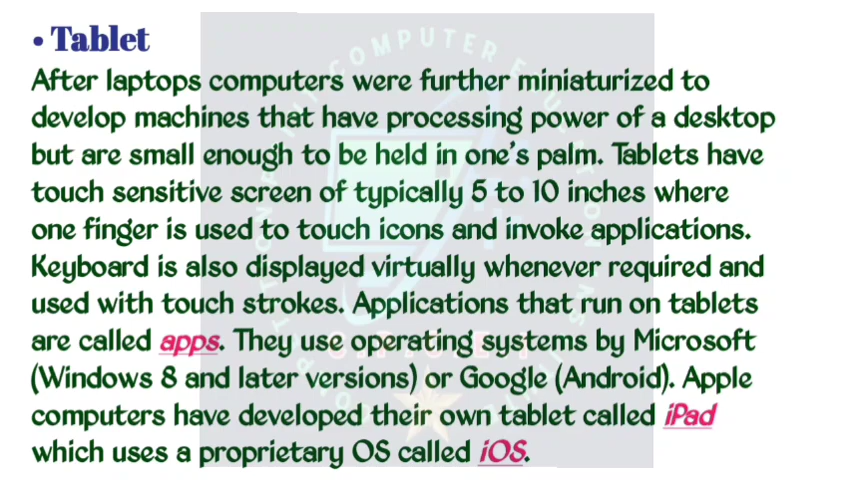 • Tablet
After laptops computers were further miniaturized to
develop machines that have processing power of a desktop
but are small enough to be held in one's palm. Tablets have
touch sensitive screen of typically 5 to 10 inches where
one finger is used to touch icons and invoke applications.
Keyboard is also displayed virtually whenever required and
used with touch strokes. Applications that run on tablets
are called apps. They use operating systems by Microsoft
(Windows 8 and later versions) or Google (Android). Apple
computers have developed their own tablet called iPad
which uses a proprietary OS called iOS.